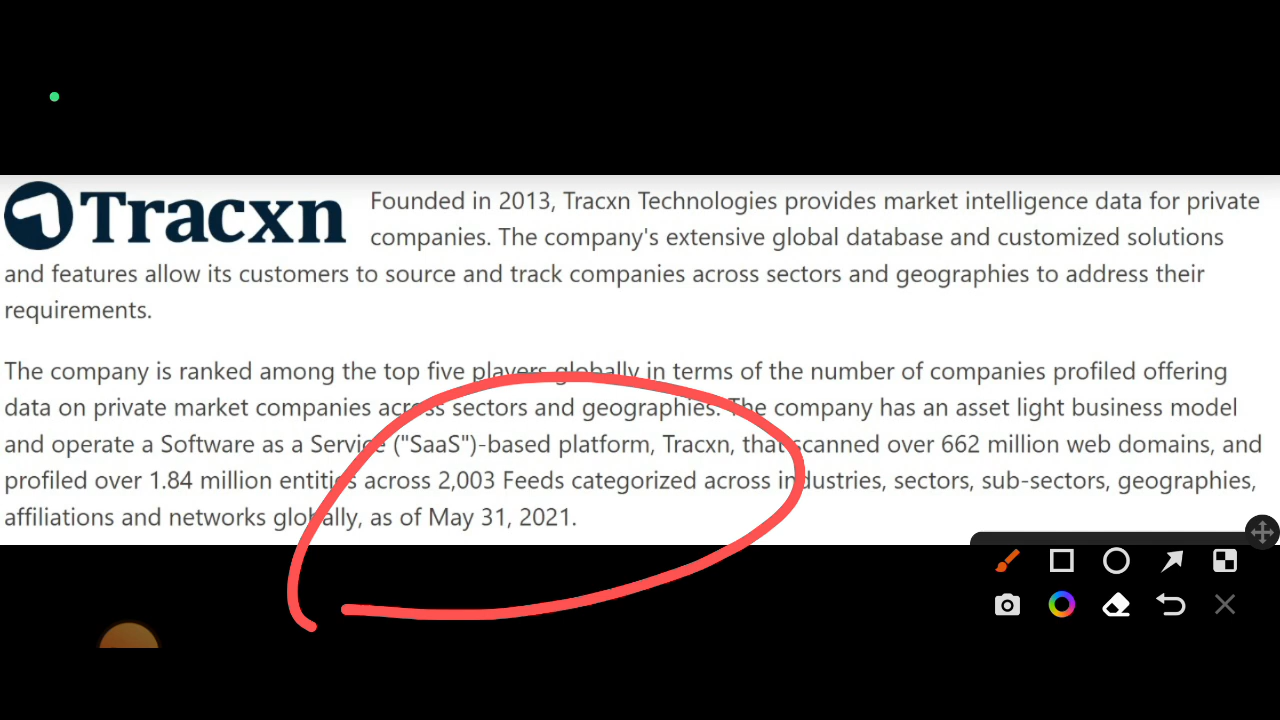 Tracxn
Founded in 2013, Tracxn Technologies provides market intelligence data for private
companies. The company's extensive global database and customized solutions
and features allow its customers to source and track companies across sectors and geographies to address their
requirements.
The company is ranked among the top five players globally in terms of the number of companies profiled offering
data on private market companies across sectors and geographies. The company has an asset light business model
and operate a Software as a Service ("SaaS")-based platform, Tracxn, that scanned over 662 million web domains, and
profiled over 1.84 million entities across 2,003 Feeds categorized across industries, sectors, sub-sectors, geographies,
affiliations and networks globally, as of May 31, 2021.